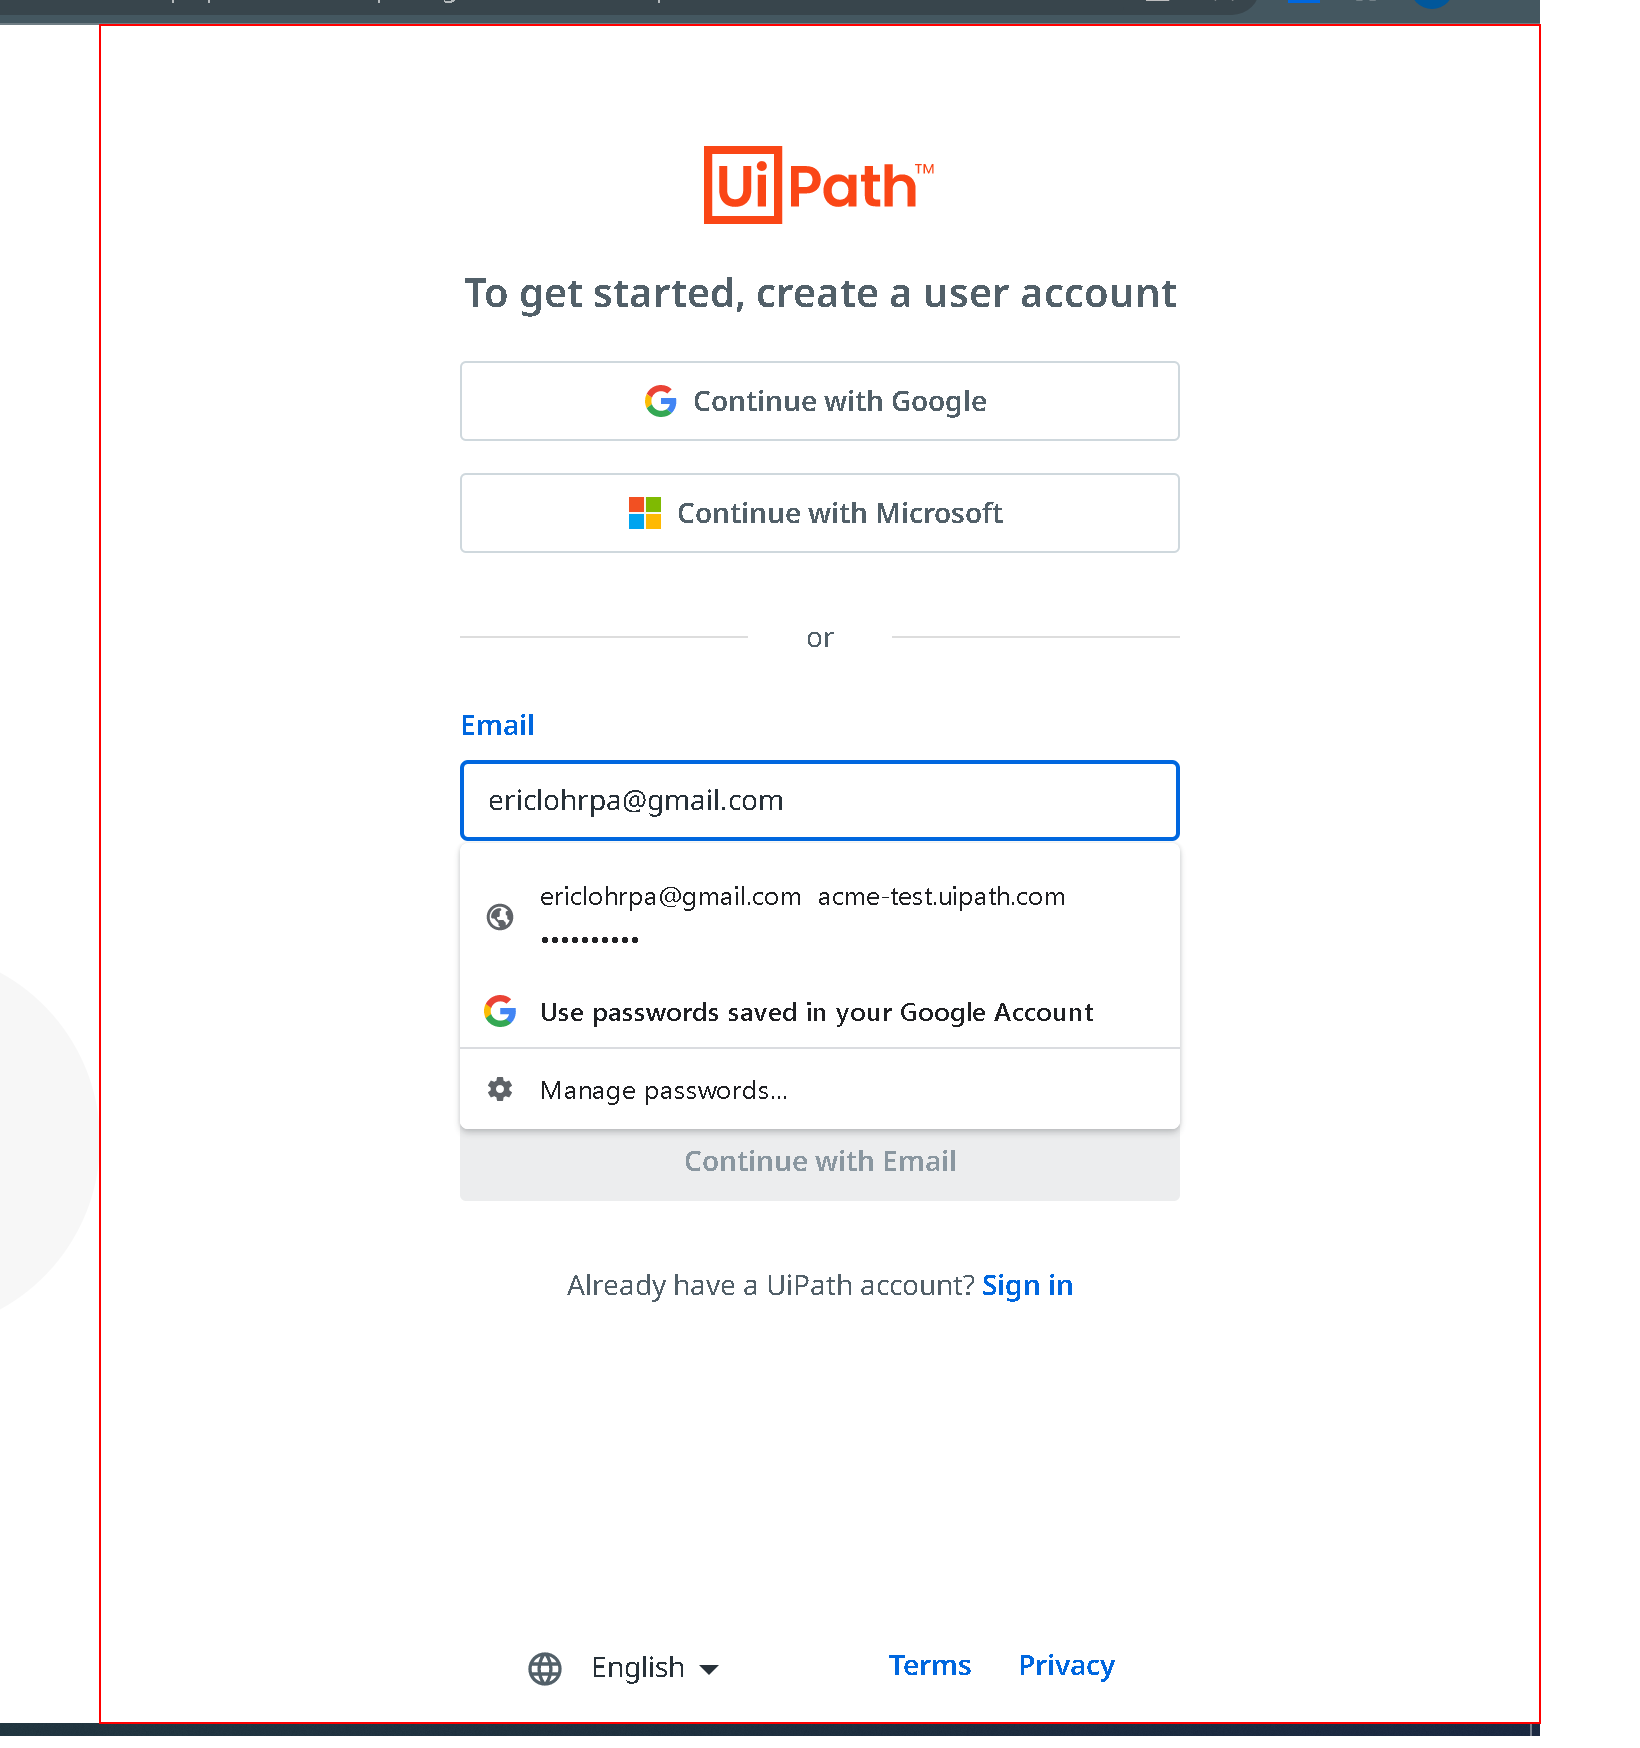 UiPath™
To get started, create a user account
Continue with Google
Continue with Microsoft
or
Email
ericlohrpa@gmail.com
ericlohrpa@gmail.com acme-test.uipath.com
••••••••••
Use passwords saved in your Google Account
Manage passwords...
Continue with Email
Already have a UiPath account? Sign in
English
Terms Privacy